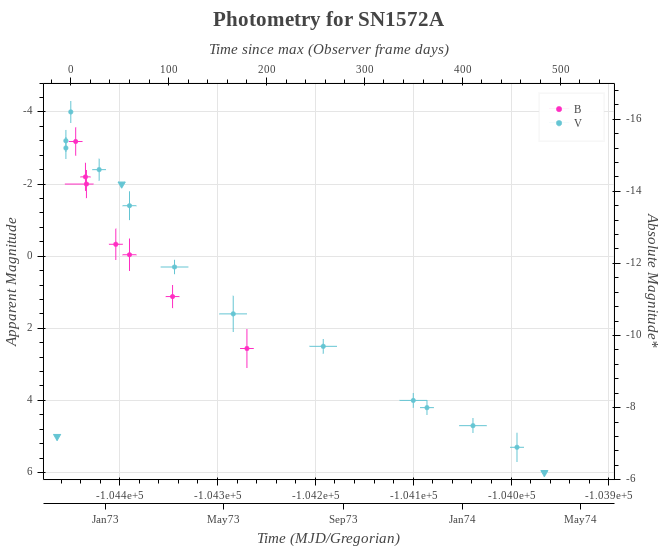 Photometry for SN1572A
Time since max (Observer frame days)
0 100 200 300 400 500
B
V
-4
-2
0
2
4
6
Apparent Magnitude
-16
-14
-12
-10
-8
-6
Absolute Magnitude*
-1.044e+5 -1.043e+5 -1.042e+5 -1.041e+5 -1.040e+5 -1.039e+5
Jan73 May73 Sep73 Jan74 May74
Time (MJD/Gregorian)